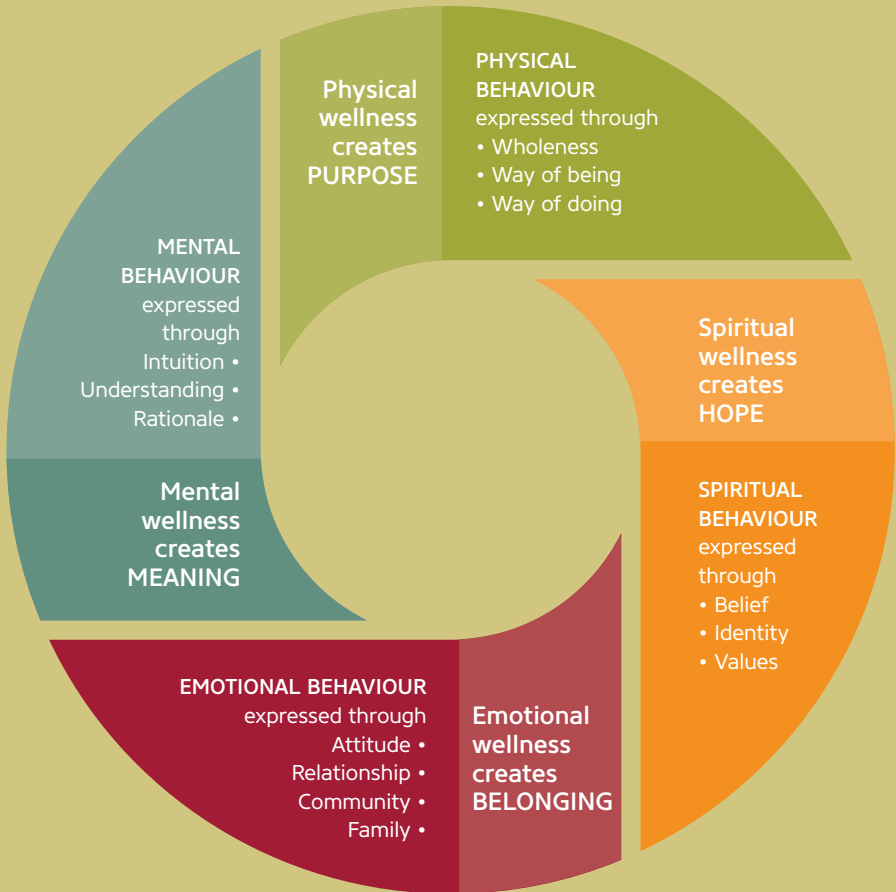 Physical
wellness
creates
PURPOSE
PHYSICAL
BEHAVIOUR
expressed through
• Wholeness
• Way of being
• Way of doing
Spiritual
wellness
creates
HOPE
SPIRITUAL
BEHAVIOUR
expressed
through
• Belief
• Identity
• Values
Emotional
wellness
creates
BELONGING
EMOTIONAL BEHAVIOUR
expressed through
Attitude •
Relationship •
Community •
Family •
Mental
wellness
creates
MEANING
MENTAL
BEHAVIOUR
expressed
through
Intuition •
Understanding •
Rationale •